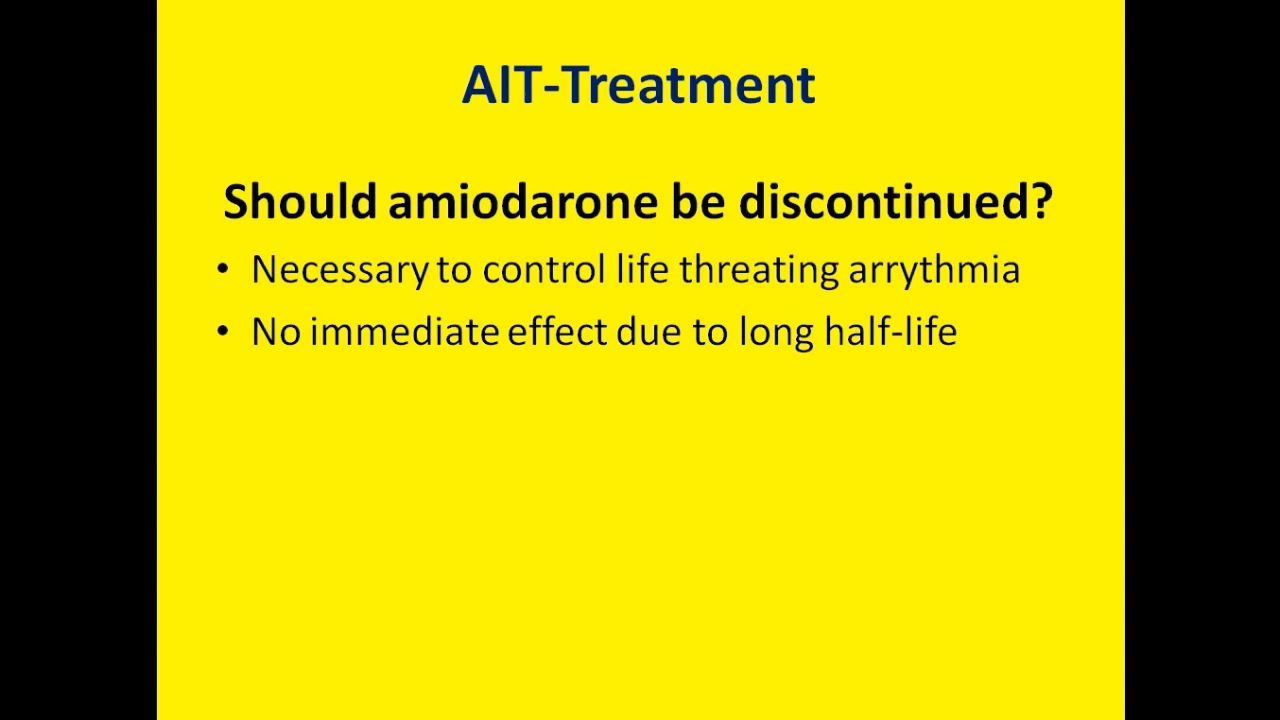 AIT-Treatment
Should amiodarone be discontinued?
• Necessary to control life threating arrythmia
• No immediate effect due to long half-life